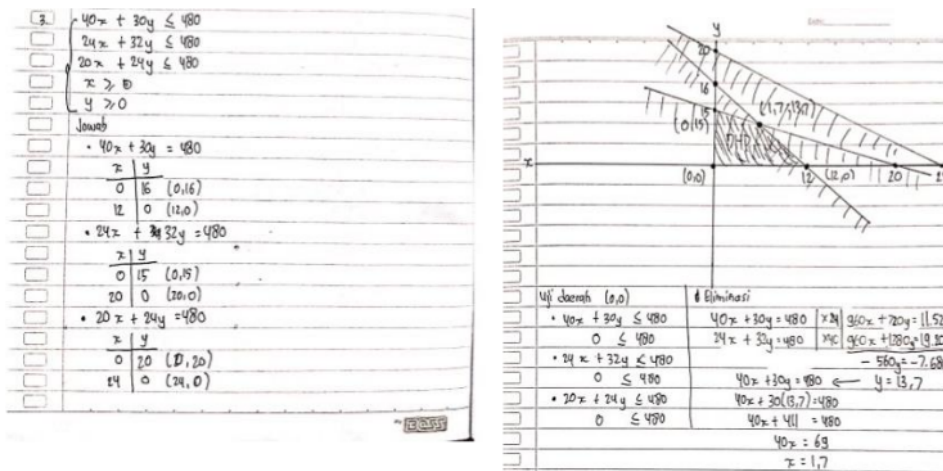 3.
40x + 30y ≤ 480
24x + 32y ≤ 480
20x + 24y ≤ 480
x ≥ 0
y ≥ 0
Jawab
• 40x + 30y = 480
x | y
0 | 16 (0,16)
12 | 0 (12,0)
• 24x + 32y = 480
x | y
0 | 15 (0,15)
20 | 0 (20,0)
• 20x + 24y = 480
x | y
0 | 20 (0,20)
24 | 0 (24,0)
y
20
16
15
(1,7,13,7)
(0,15)
DHP
x
(0,0)
12
(12,0)
20
Uji daerah (0,0)
• 40x + 30y ≤ 480
0 ≤ 480
• 24x + 32y ≤ 480
0 ≤ 480
• 20x + 24y ≤ 480
0 ≤ 480
• Eliminasi
40x + 30y = 480 | x24 | 960x + 720y = 11.52
24x + 32y = 480 | x40 | 960x + 1280y = 19.20
- 560y = -7.68
40x + 30y = 480 ← y = 13,7
40x + 30(13,7) = 480
40x + 411 = 480
40x = 69
x = 1,7